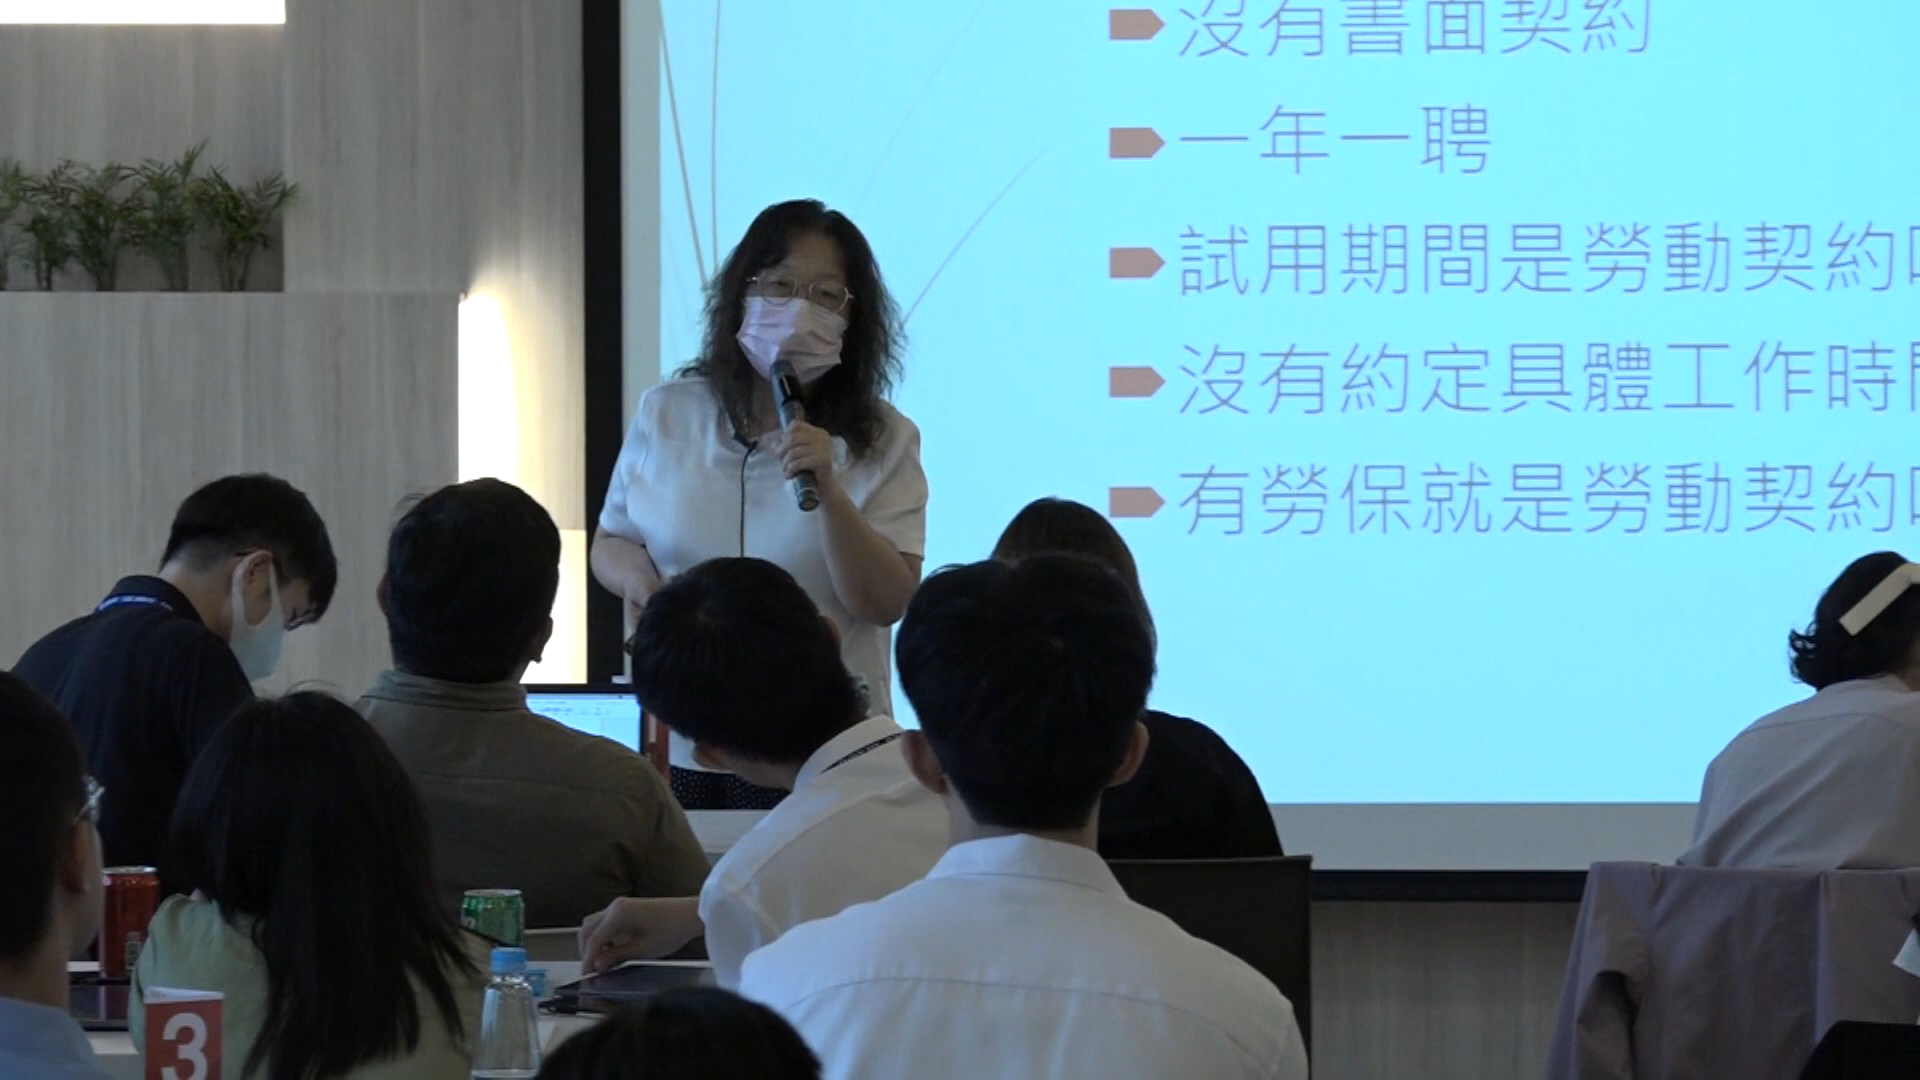 沒有書面契約
一年一聘
試用期間是勞動契約
沒有約定具體工作時間
有勞保就是勞動契約
3